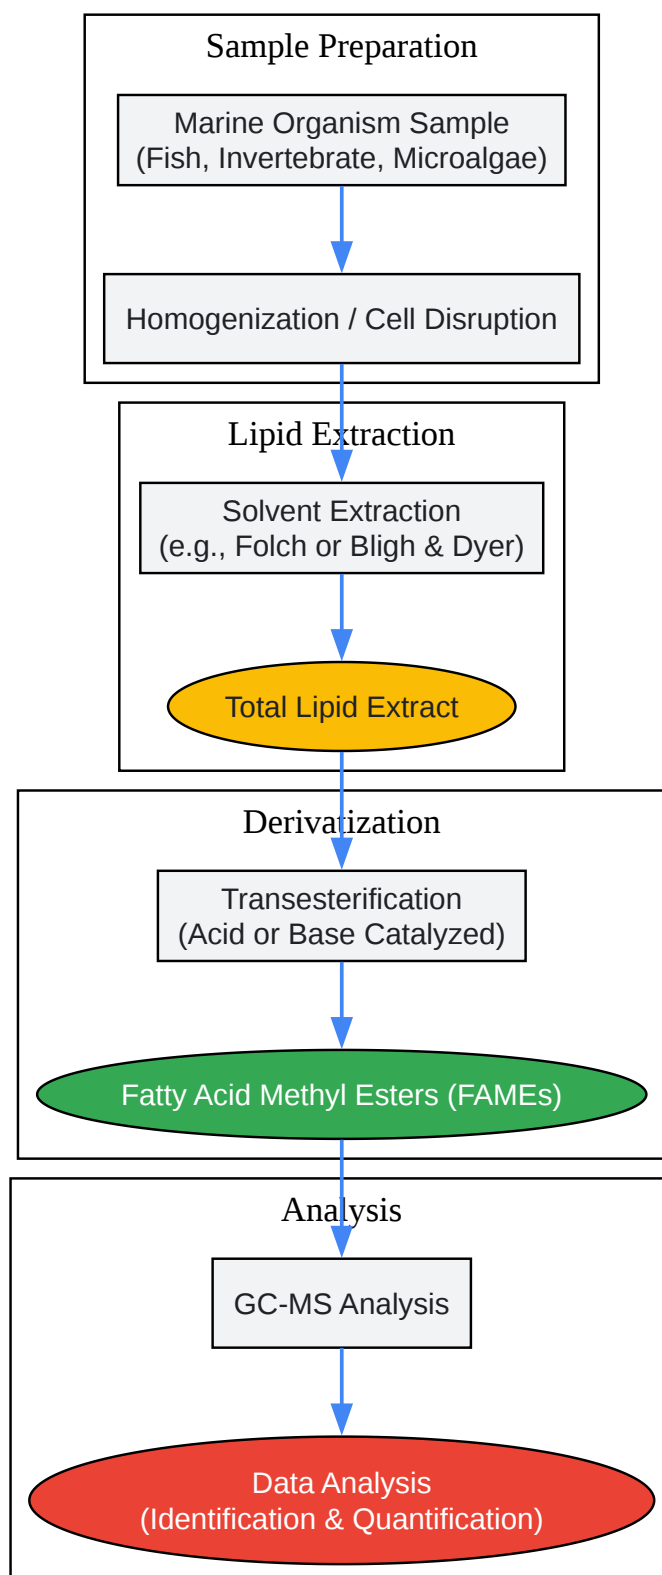 Sample Preparation
Marine Organism Sample
(Fish, Invertebrate, Microalgae)
Homogenization / Cell Disruption
Lipid Extraction
Solvent Extraction
(e.g., Folch or Bligh & Dyer)
Total Lipid Extract
Derivatization
Transesterification
(Acid or Base Catalyzed)
Fatty Acid Methyl Esters (FAMEs)
Analysis
GC-MS Analysis
Data Analysis
(Identification & Quantification)